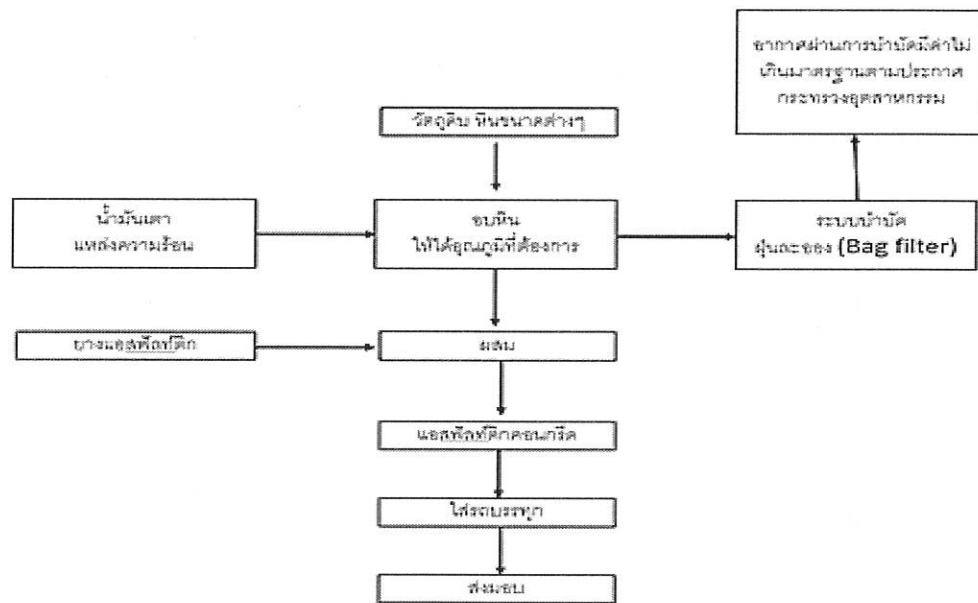 อากาศผ่านการบำบัดมีค่าไม่
เกินมาตรฐานตามประกาศ
กระทรวงอุตสาหกรรม
วัตถุดิบ หินขนาดต่างๆ
น้ำมันเตา
แหล่งความร้อน
อบหิน
ให้ได้อุณภูมิที่ต้องการ
ระบบบำบัด
ฝุ่นละออง (Bag filter)
ยางแอสฟัลท์ติก
ผสม
แอสฟัลท์ติกคอนกรีต
ใส่รถบรรทุก
ส่งมอบ